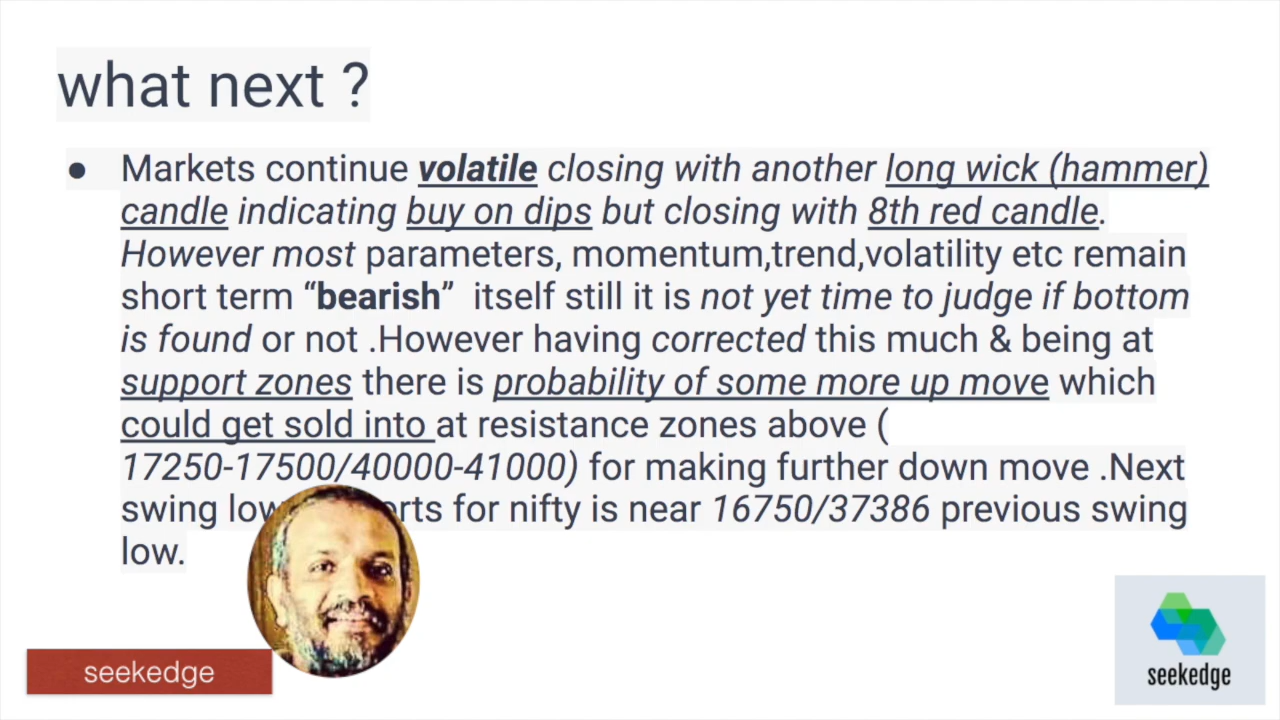 what next ?
● Markets continue volatile closing with another long wick (hammer)
candle indicating buy on dips but closing with 8th red candle.
However most parameters, momentum,trend,volatility etc remain
short term “bearish”  itself still it is not yet time to judge if bottom
is found or not .However having corrected this much & being at
support zones there is probability of some more up move which
could get sold into at resistance zones above (
17250-17500/40000-41000) for making further down move .Next
swing low for nifty is near 16750/37386 previous swing
low.
seekedge
seekedge